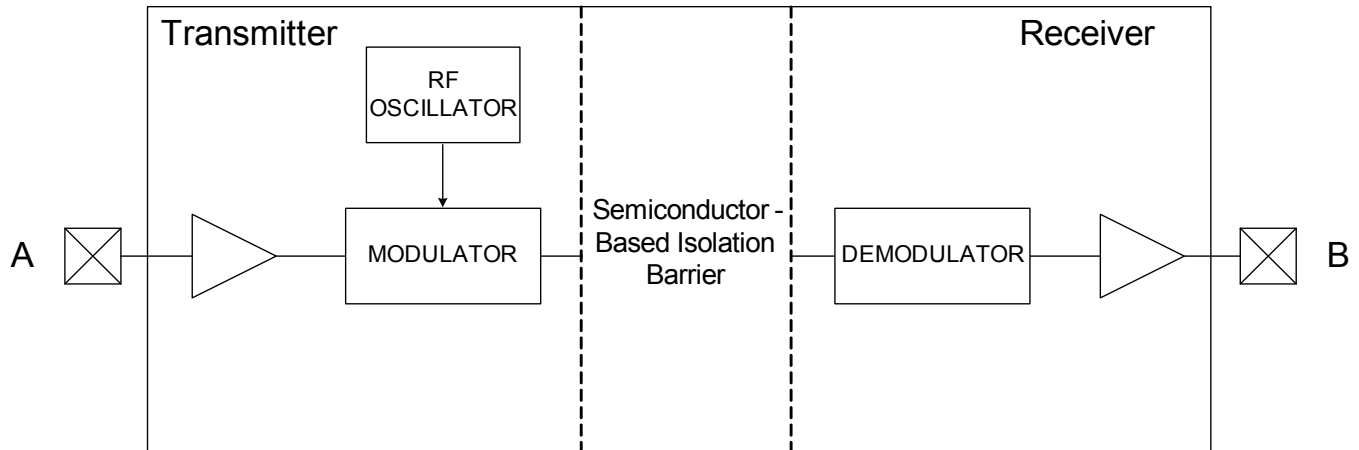 Transmitter
Receiver
RF
OSCILLATOR
A
MODULATOR
Semiconductor -
Based Isolation
Barrier
DEMODULATOR
B